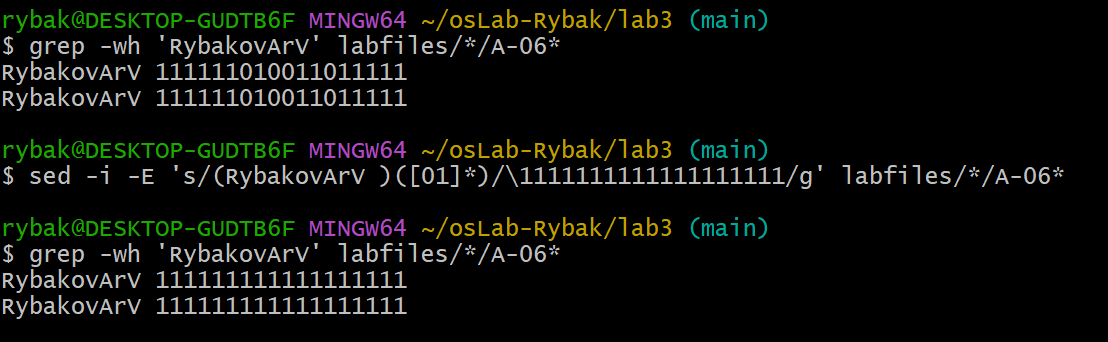 rybak@DESKTOP-GUDTB6F MINGW64 ~/osLab-Rybak/lab3 (main)
$ grep -wh 'RybakovArV' labfiles/*/A-06*
RybakovArV 111111010011011111
RybakovArV 111111010011011111
rybak@DESKTOP-GUDTB6F MINGW64 ~/osLab-Rybak/lab3 (main)
$ sed -i -E 's/(RybakovArV )([01]*)/\1111111111111111111/g' labfiles/*/A-06*
rybak@DESKTOP-GUDTB6F MINGW64 ~/osLab-Rybak/lab3 (main)
$ grep -wh 'RybakovArV' labfiles/*/A-06*
RybakovArV 111111111111111111
RybakovArV 111111111111111111